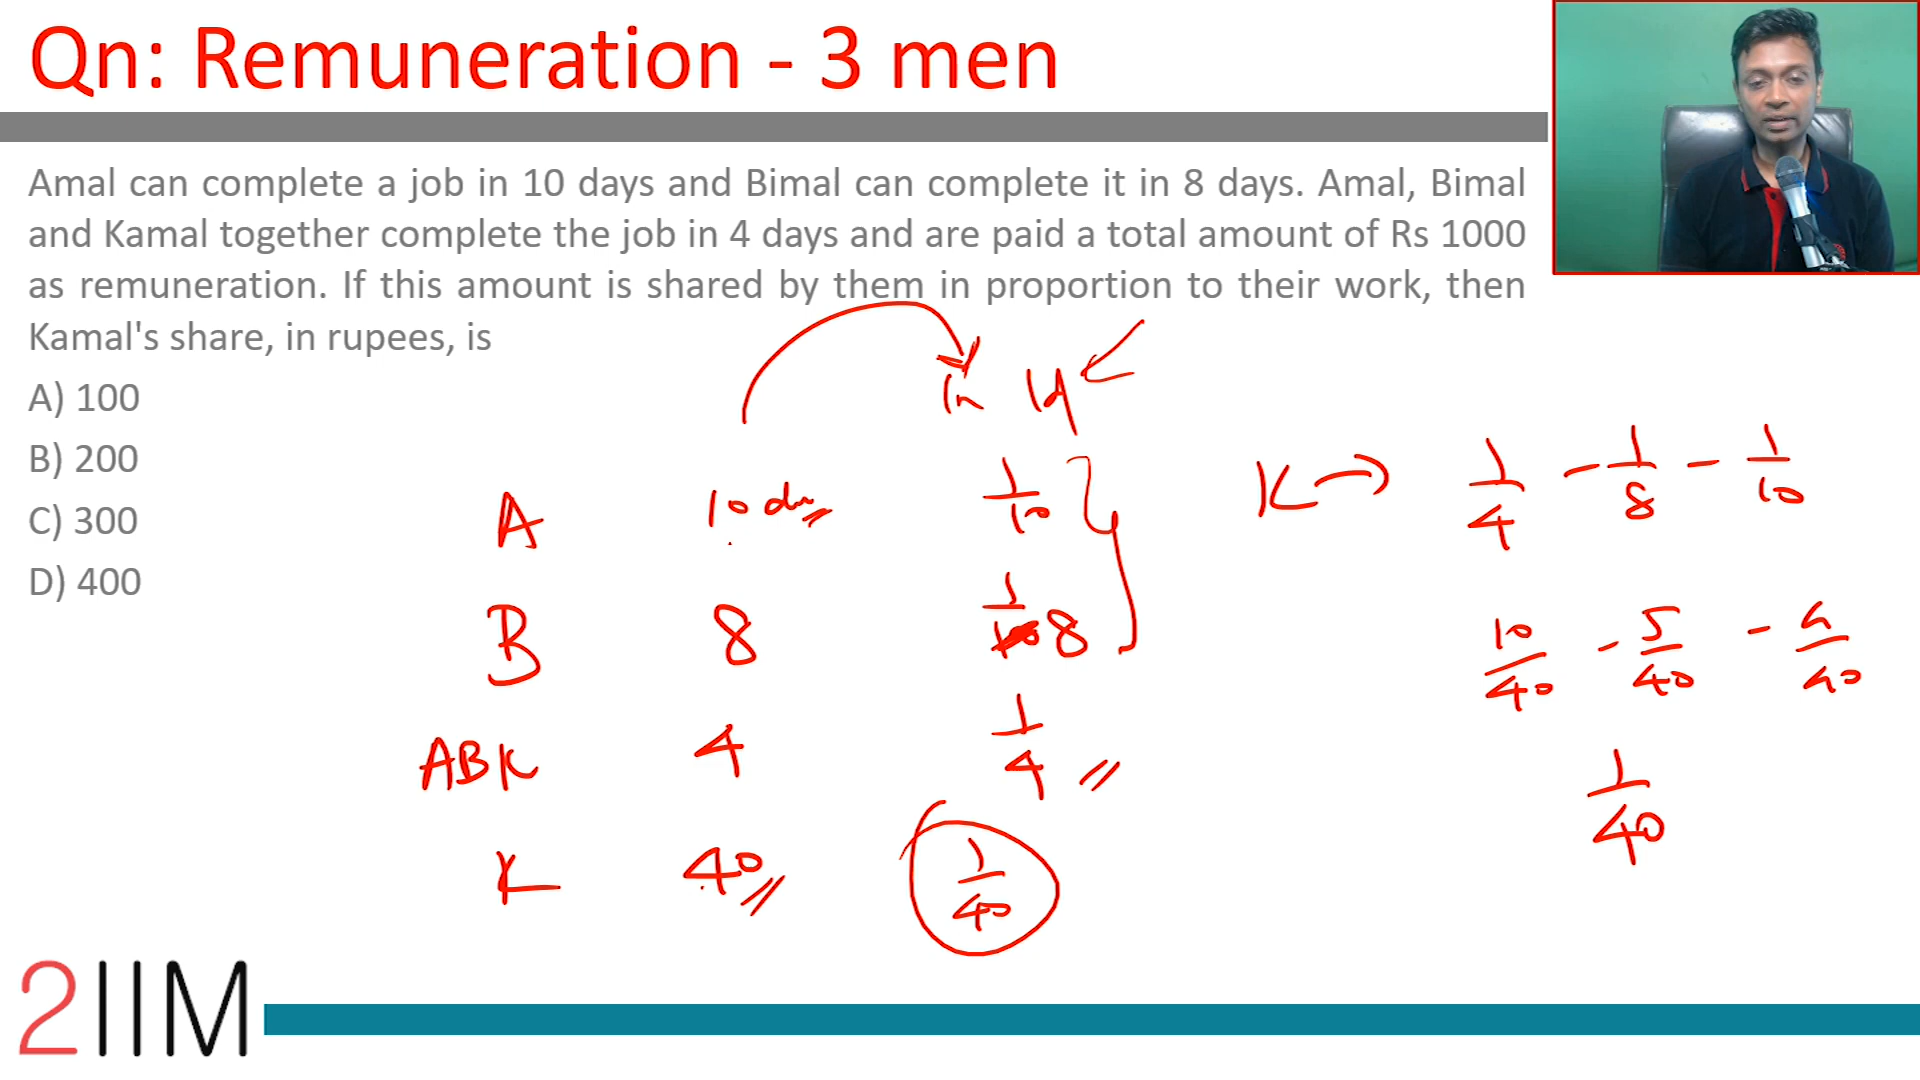 Qn: Remuneration - 3 men
Amal can complete a job in 10 days and Bimal can complete it in 8 days. Amal, Bimal
and Kamal together complete the job in 4 days and are paid a total amount of Rs 1000
as remuneration. If this amount is shared by them in proportion to their work, then
Kamal's share, in rupees, is
A) 100
B) 200
C) 300
D) 400
In 1d
A 10 1/10
B 8 1/8
ABK 4 1/4
K 40 1/40
K → 1/4 - 1/8 - 1/10
10/40 - 5/40 - 4/40
1/40
2IIM